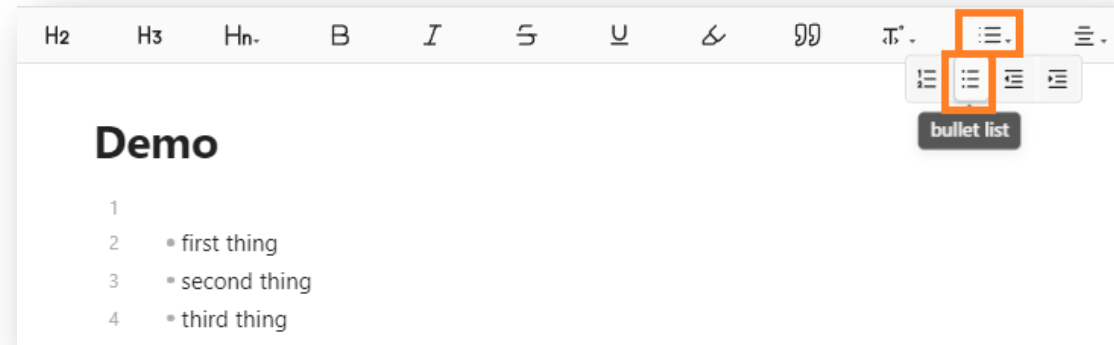 H2 H3 Hn B I S U T
bullet list
Demo
1
2 • first thing
3 • second thing
4 • third thing